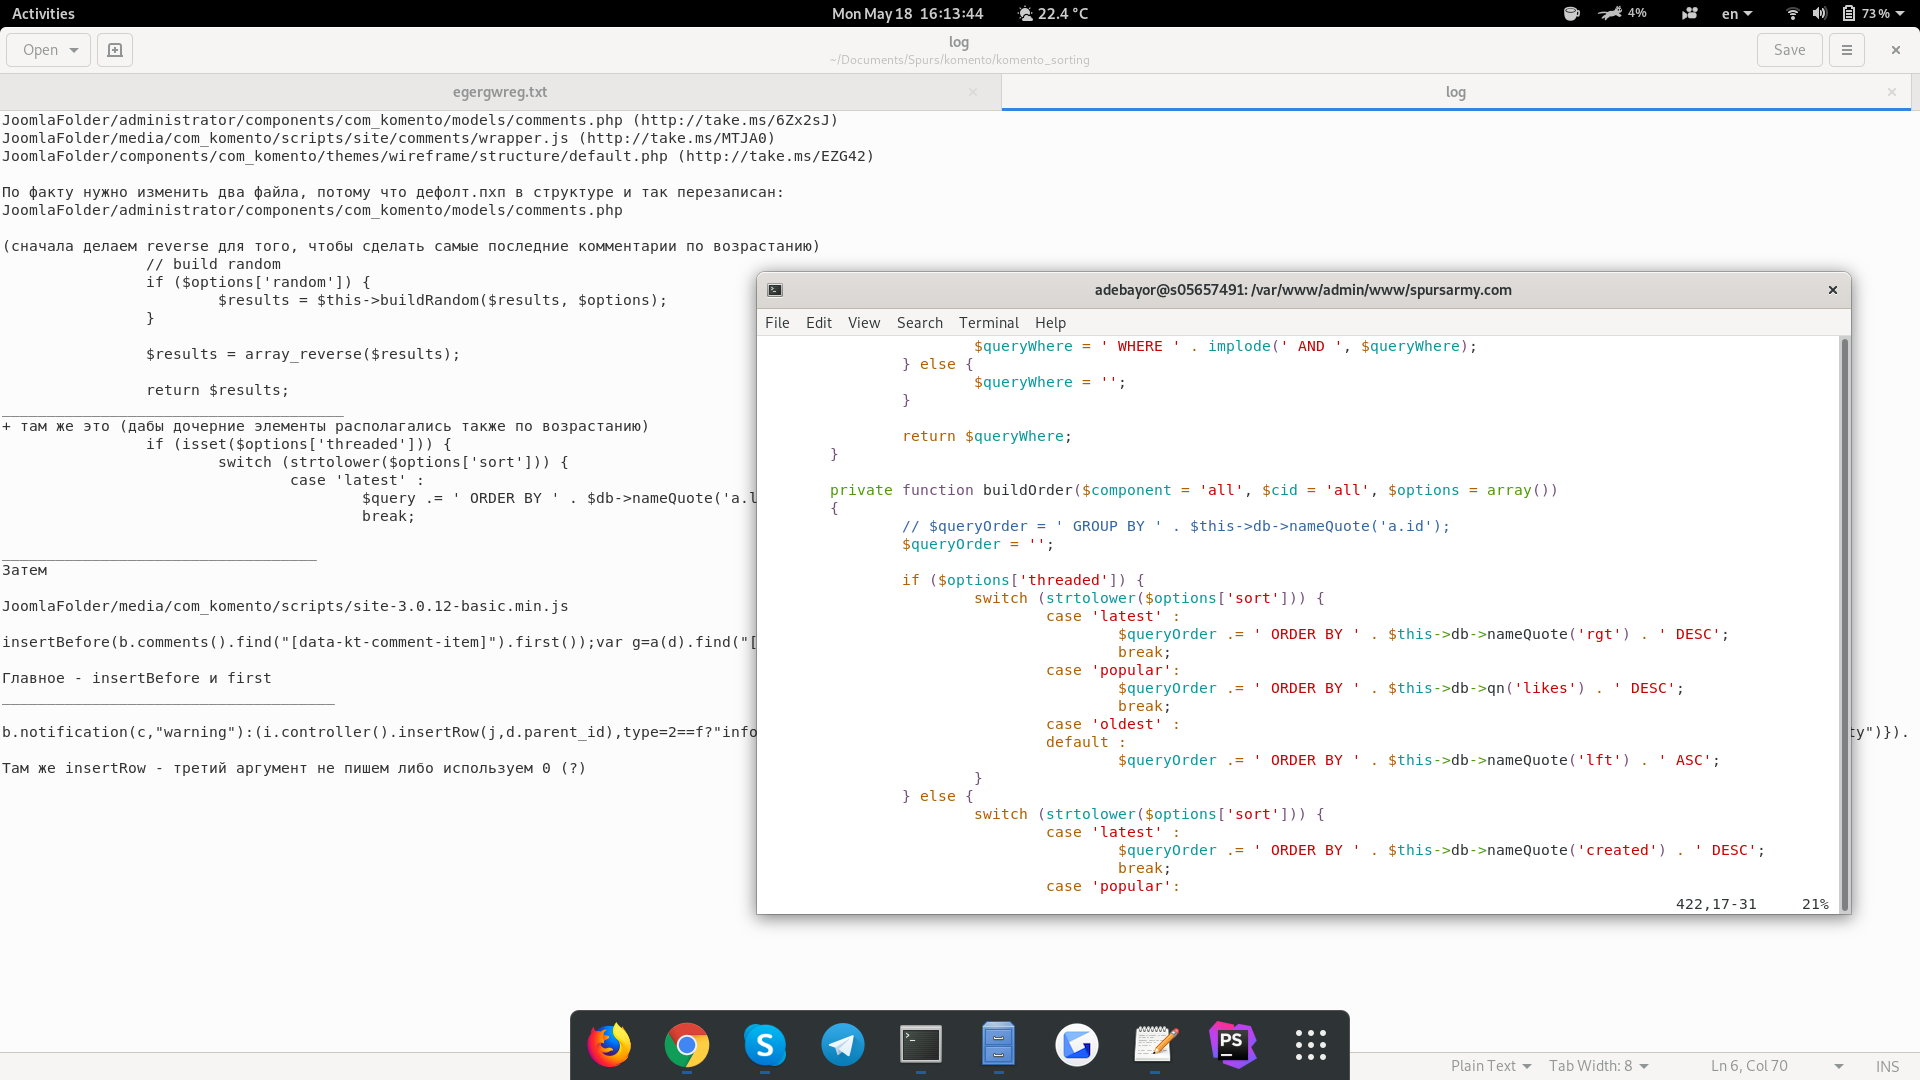 Activities
Mon May 18 16:13:44
22.4 °C
4%
en
73 %
Open
log
~/Documents/Spurs/komento/komento_sorting
Save
egergwreg.txt
log
JoomlaFolder/administrator/components/com_komento/models/comments.php (http://take.ms/6Zx2sJ)
JoomlaFolder/media/com_komento/scripts/site/comments/wrapper.js (http://take.ms/MTJA0)
JoomlaFolder/components/com_komento/themes/wireframe/structure/default.php (http://take.ms/EZG42)
По факту нужно изменить два файла, потому что дефолт.пхп в структуре и так перезаписан:
JoomlaFolder/administrator/components/com_komento/models/comments.php
(сначала делаем reverse для того, чтобы сделать самые последние комментарии по возрастанию)
// build random
if ($options['random']) {
$results = $this->buildRandom($results, $options);
}
$results = array_reverse($results);
return $results;
______________________________________
+ там же это (дабы дочерние элементы располагались также по возрастанию)
if (isset($options['threaded'])) {
switch (strtolower($options['sort'])) {
case 'latest' :
$query .= ' ORDER BY ' . $db->nameQuote('a.l
break;
___________________________________
Затем
JoomlaFolder/media/com_komento/scripts/site-3.0.12-basic.min.js
insertBefore(b.comments().find("[data-kt-comment-item]").first());var g=a(d).find("[
Главное - insertBefore и first
_____________________________________
b.notification(c,"warning"):(i.controller().insertRow(j,d.parent_id),type=2==f?"info
ty")}).
Там же insertRow - третий аргумент не пишем либо используем 0 (?)
adebayor@s05657491: /var/www/admin/www/spursarmy.com
File Edit View Search Terminal Help
$queryWhere = ' WHERE ' . implode(' AND ', $queryWhere);
} else {
$queryWhere = '';
}
return $queryWhere;
}
private function buildOrder($component = 'all', $cid = 'all', $options = array())
{
// $queryOrder = ' GROUP BY ' . $this->db->nameQuote('a.id');
$queryOrder = '';
if ($options['threaded']) {
switch (strtolower($options['sort'])) {
case 'latest' :
$queryOrder .= ' ORDER BY ' . $this->db->nameQuote('rgt') . ' DESC';
break;
case 'popular':
$queryOrder .= ' ORDER BY ' . $this->db->qn('likes') . ' DESC';
break;
case 'oldest' :
default :
$queryOrder .= ' ORDER BY ' . $this->db->nameQuote('lft') . ' ASC';
}
} else {
switch (strtolower($options['sort'])) {
case 'latest' :
$queryOrder .= ' ORDER BY ' . $this->db->nameQuote('created') . ' DESC';
break;
case 'popular':
422,17-31 21%
S
PS
Plain Text
Tab Width: 8
Ln 6, Col 70
INS